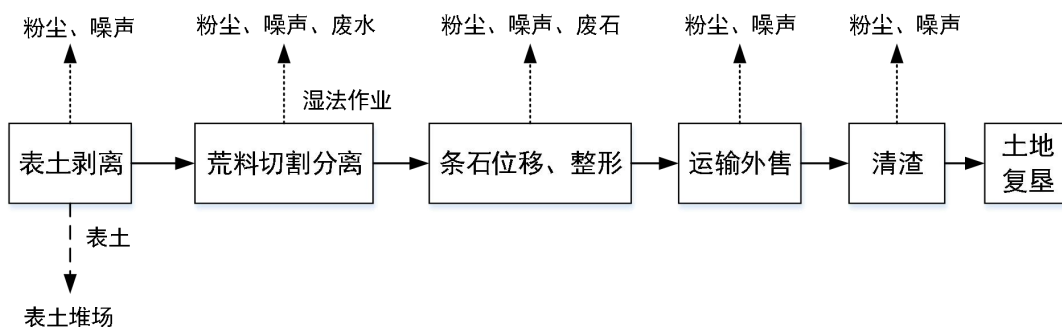 粉尘、噪声
粉尘、噪声、废水
粉尘、噪声、废石
粉尘、噪声
粉尘、噪声
湿法作业
表土剥离
荒料切割分离
条石位移、整形
运输外售
清渣
土地
复垦
表土
表土堆场